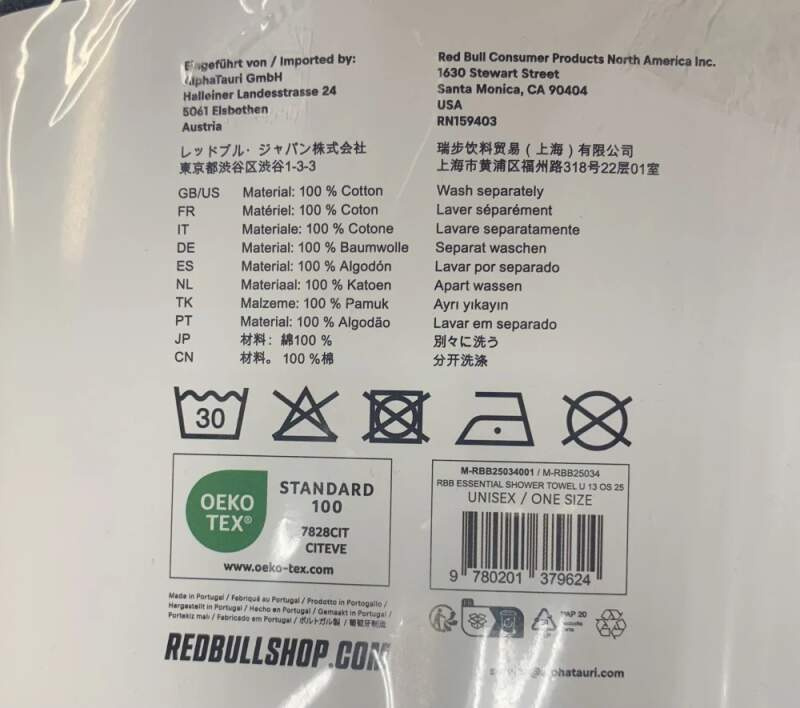 Eingeführt von / Imported by:
AlphaTauri GmbH
Halleiner Landesstrasse 24
5061 Elsbethen
Austria
Red Bull Consumer Products North America Inc.
1630 Stewart Street
Santa Monica, CA 90404
USA
RN159403
レッドブル・ジャパン株式会社
東京都渋谷区渋谷1-3-3
瑞步饮料贸易（上海）有限公司
上海市黄浦区福州路318号22层01室
GB/US Material: 100 % Cotton Wash separately
FR Matériel: 100 % Coton Laver séparément
IT Materiale: 100 % Cotone Lavare separatamente
DE Material: 100 % Baumwolle Separat waschen
ES Material: 100 % Algodón Lavar por separado
NL Materiaal: 100 % Katoen Apart wassen
TK Malzeme: 100 % Pamuk Ayrı yıkayın
PT Material: 100 % Algodão Lavar em separado
JP 材料：綿100 % 別々に洗う
CN 材料。100 %棉 分开洗涤
30
OEKO
TEX®
STANDARD
100
7828CIT
CITEVE
www.oeko-tex.com
M-RBB25034001 / M-RBB25034
RBB ESSENTIAL SHOWER TOWEL U 13 OS 25
UNISEX / ONE SIZE
9 780201 379624
Made in Portugal / Fabriqué au Portugal / Prodotto in Portogallo /
Hergestellt in Portugal / Hecho en Portugal / Gemaakt in Portugal /
Portekiz malı / Fabricado em Portugal / ポルトガル製 / 葡萄牙制造
REDBULLSHOP.COM
PAP 20
@alphatauri.com